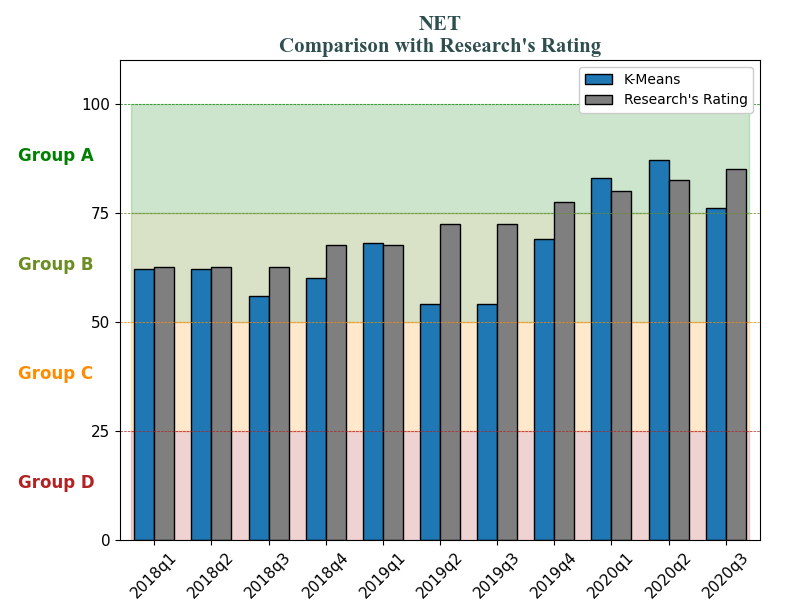 NET
Comparison with Research's Rating
K-Means
Research's Rating
100
Group A
75
Group B
50
Group C
25
Group D
0
2018q1 2018q2 2018q3 2018q4 2019q1 2019q2 2019q3 2019q4 2020q1 2020q2 2020q3